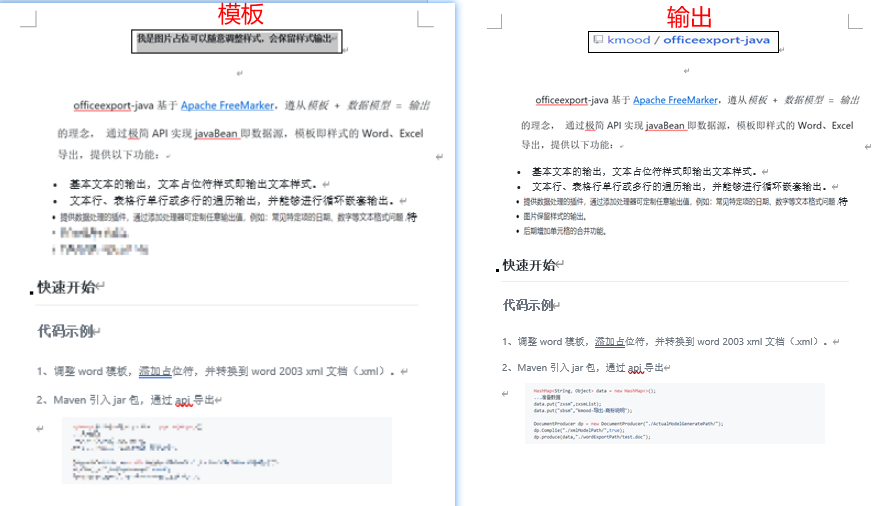 模板
我是图片占位可以随意调整样式，会保留样式输出
officeexport-java 基于 Apache FreeMarker，遵从模板 + 数据模型 = 输出
的理念， 通过极简 API 实现 javaBean 即数据源，模板即样式的 Word、Excel
导出，提供以下功能：
• 基本文本的输出，文本占位符样式即输出文本样式。
• 文本行、表格行单行或多行的遍历输出，并能够进行循环嵌套输出。
• 提供数据处理的插件，通过添加处理器可定制任意输出值，例如：常见特定项的日期、数字等文本格式问题.待
快速开始
代码示例
1、调整 word 模板，添加占位符，并转换到 word 2003 xml 文档（.xml）。
2、Maven 引入 jar 包，通过 api 导出
输出
kmood / officeexport-java
officeexport-java 基于 Apache FreeMarker，遵从模板 + 数据模型 = 输出
的理念， 通过极简 API 实现 javaBean 即数据源，模板即样式的 Word、Excel
导出，提供以下功能：
• 基本文本的输出，文本占位符样式即输出文本样式。
• 文本行、表格行单行或多行的遍历输出，并能够进行循环嵌套输出。
• 提供数据处理的插件，通过添加处理器可定制任意输出值，例如：常见特定项的日期、数字等文本格式问题.待
• 图片保留样式的输出。
• 后期增加单元格的合并功能。
快速开始
代码示例
1、调整 word 模板，添加占位符，并转换到 word 2003 xml 文档（.xml）。
2、Maven 引入 jar 包，通过 api 导出
HashMap<String, Object> data = new HashMap<>();
...准备数据
data.put("zzsm",zzsmList);
data.put("sbsm","kmood-导出-商标说明");
DocumentProducer dp = new DocumentProducer("./ActualModelGeneratePath/");
dp.Complie("./xmlModelPath/",true);
dp.produce(data,"./wordExportPath/test.doc");